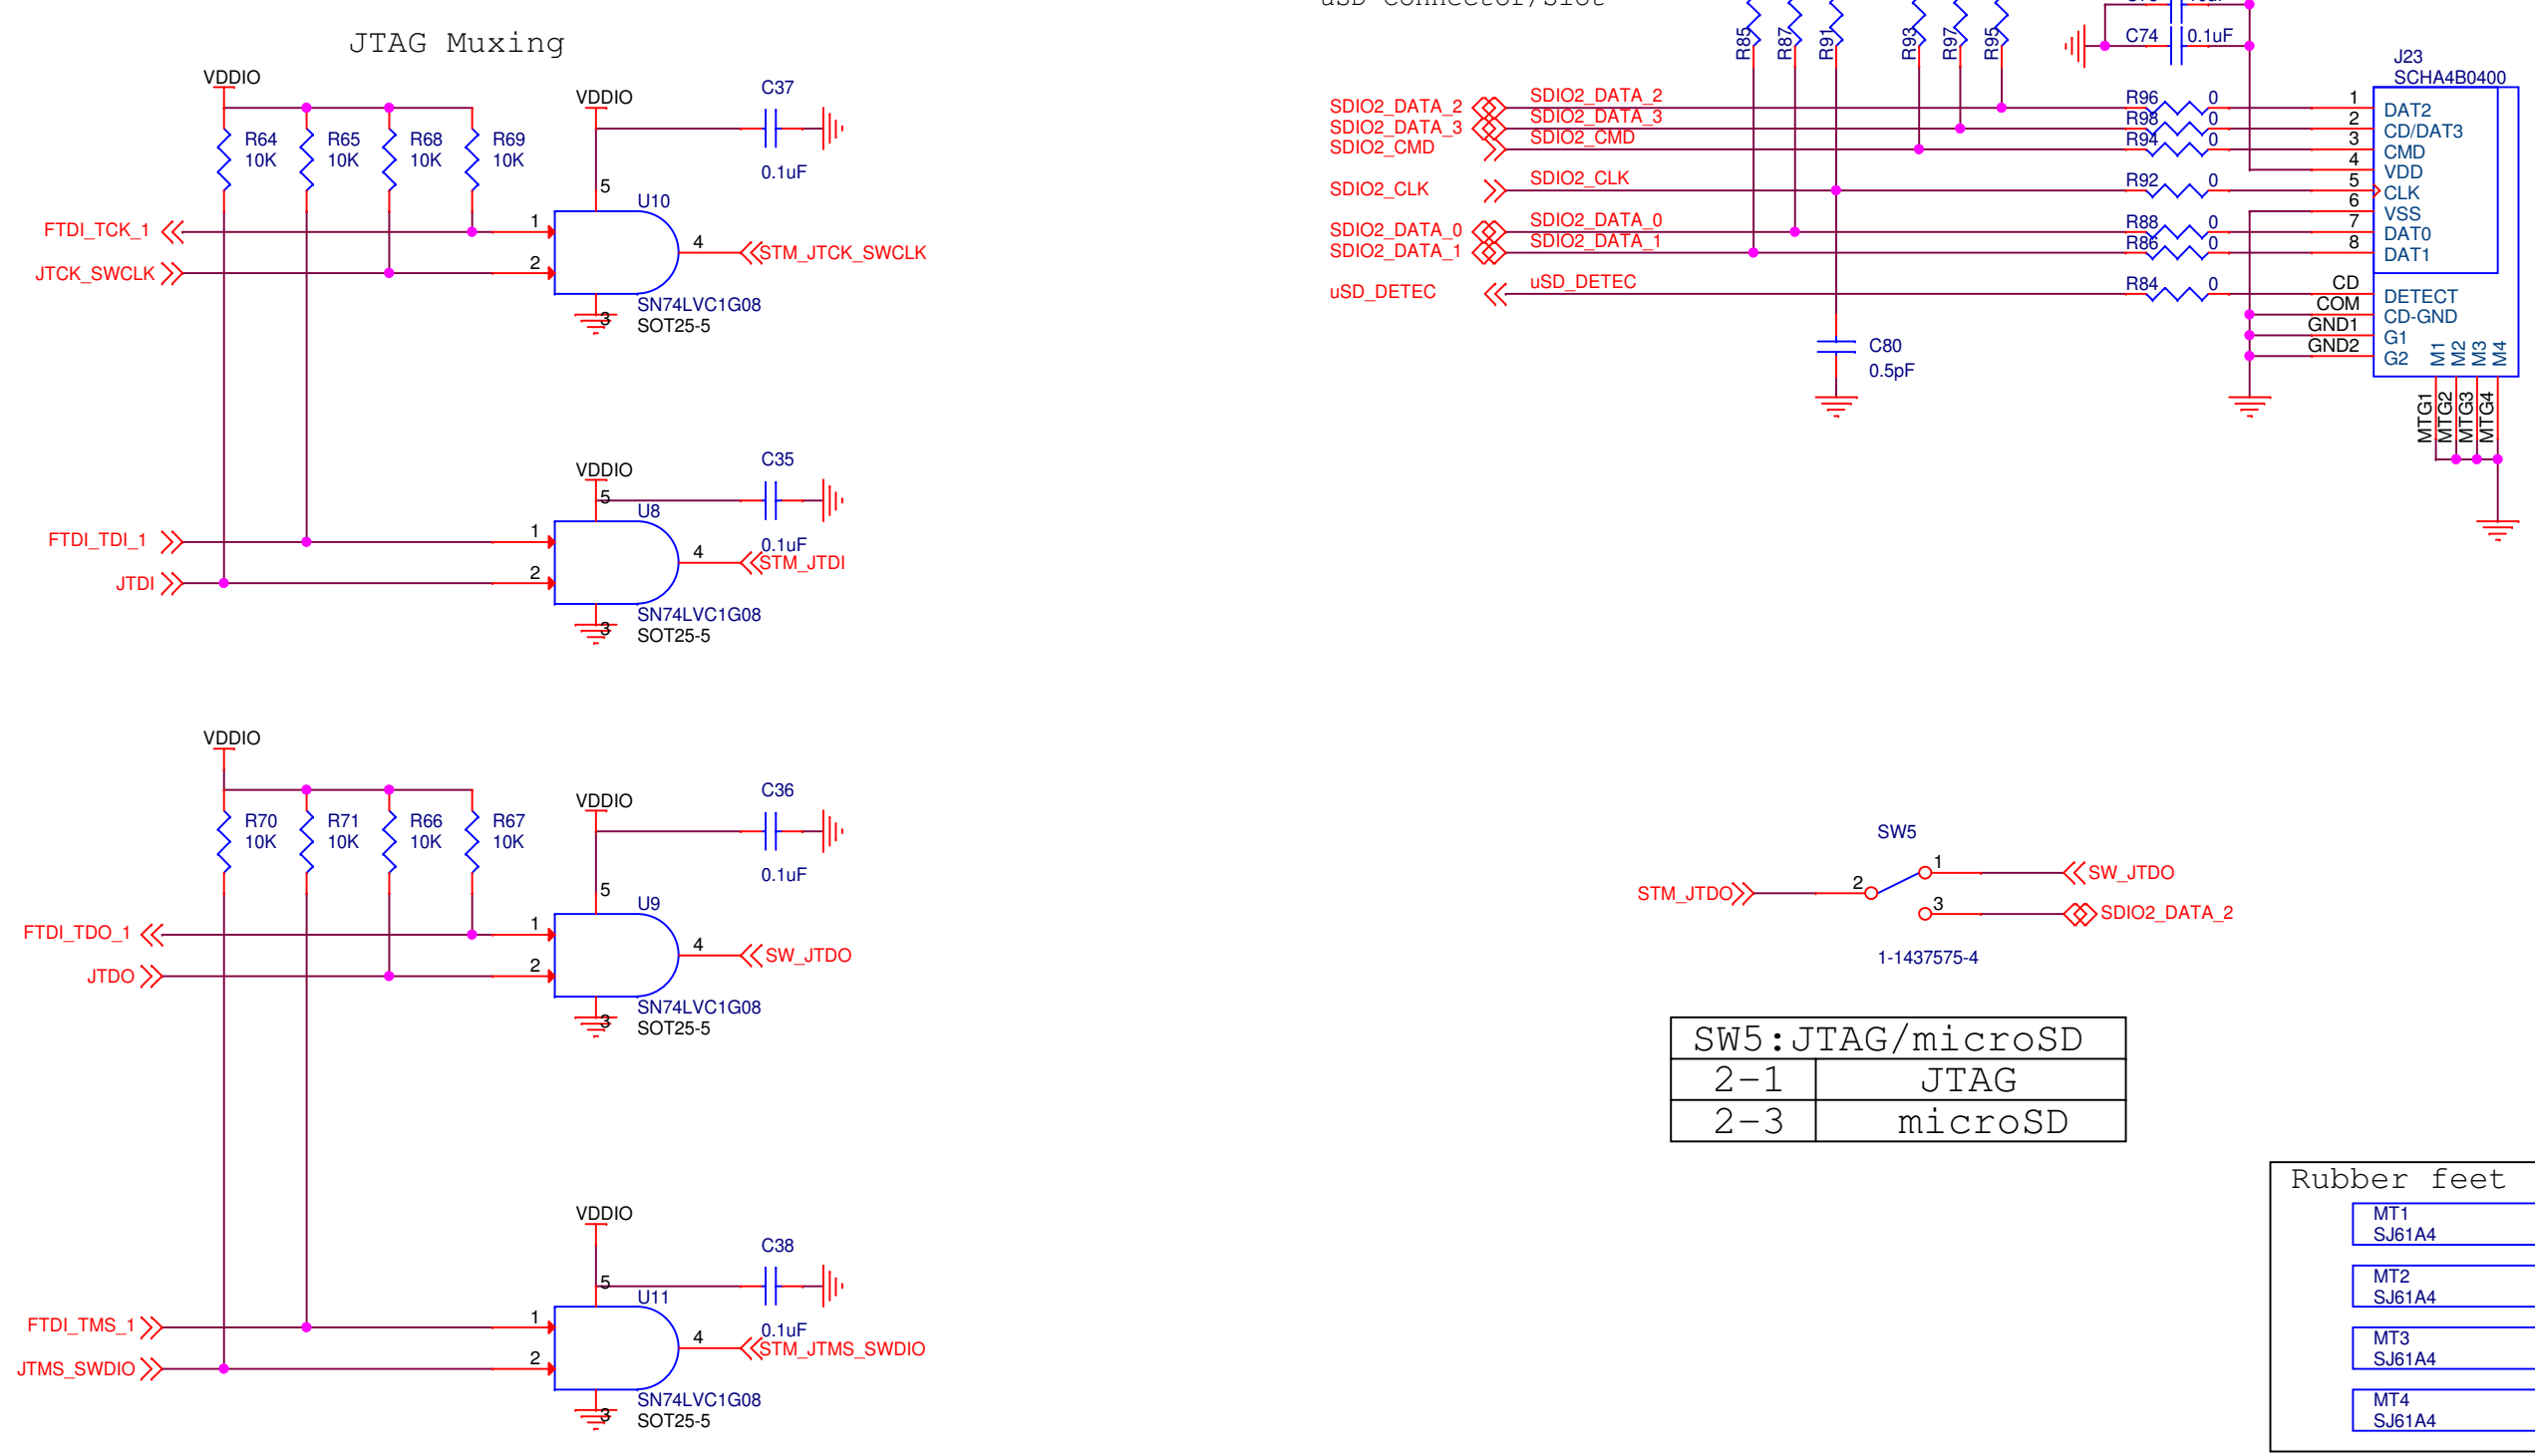 JTAG Muxing
VDDIO
R64
10K
R65
10K
R68
10K
R69
10K
VDDIO
C37
0.1uF
5
U10
FTDI_TCK_1
1
JTCK_SWCLK
2
4
STM_JTCK_SWCLK
SN74LVC1G08
3
SOT25-5
VDDIO
C35
5
U8
0.1uF
FTDI_TDI_1
1
JTDI
2
4
STM_JTDI
SN74LVC1G08
3
SOT25-5
VDDIO
R70
10K
R71
10K
R66
10K
R67
10K
VDDIO
C36
0.1uF
5
U9
FTDI_TDO_1
1
JTDO
2
4
SW_JTDO
SN74LVC1G08
3
SOT25-5
VDDIO
C38
5
U11
0.1uF
FTDI_TMS_1
1
JTMS_SWDIO
2
4
STM_JTMS_SWDIO
SN74LVC1G08
3
SOT25-5
uSD Connector/Slot
R85
R87
R91
R93
R97
R95
C74
0.1uF
J23
SCHA4B0400
SDIO2_DATA_2 SDIO2_DATA_2 R96 0 1 DAT2
SDIO2_DATA_3 SDIO2_DATA_3 R98 0 2 CD/DAT3
SDIO2_CMD SDIO2_CMD R94 0 3 CMD
4 VDD
SDIO2_CLK SDIO2_CLK R92 0 5 CLK
6 VSS
SDIO2_DATA_0 SDIO2_DATA_0 R88 0 7 DAT0
SDIO2_DATA_1 SDIO2_DATA_1 R86 0 8 DAT1
uSD_DETEC uSD_DETEC R84 0 CD DETECT
COM CD-GND
GND1 G1
GND2 G2
M1
M2
M3
M4
MTG1
MTG2
MTG3
MTG4
C80
0.5pF
SW5
STM_JTDO
2
1
SW_JTDO
3
SDIO2_DATA_2
1-1437575-4
SW5:JTAG/microSD
2-1 JTAG
2-3 microSD
Rubber feet
MT1
SJ61A4
MT2
SJ61A4
MT3
SJ61A4
MT4
SJ61A4